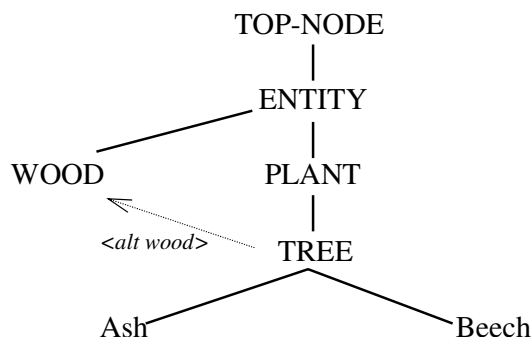 TOP-NODE
ENTITY
WOOD
PLANT
<alt wood>
TREE
Ash
Beech